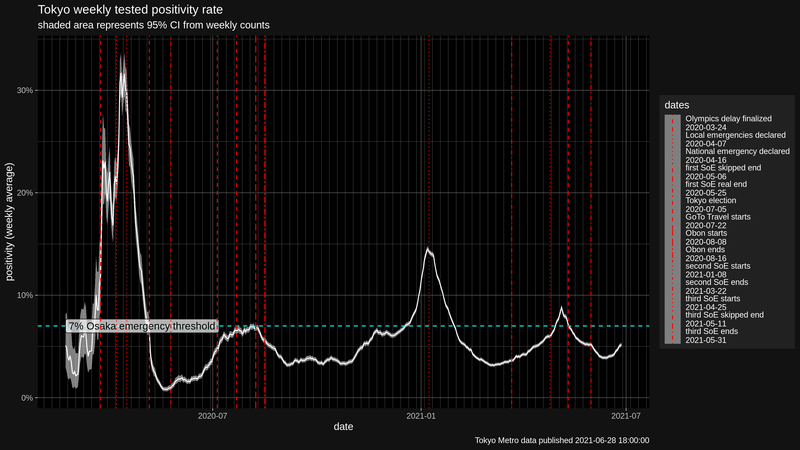 Tokyo weekly tested positivity rate
shaded area represents 95% CI from weekly counts
30%
20%
10%
0%
positivity (weekly average)
7% Osaka emergency threshold
2020-07
2021-01
2021-07
date
Tokyo Metro data published 2021-06-28 18:00:00
dates
Olympics delay finalized
2020-03-24
Local emergencies declared
2020-04-07
National emergency declared
2020-04-16
first SoE skipped end
2020-05-06
first SoE real end
2020-05-25
Tokyo election
2020-07-05
GoTo Travel starts
2020-07-22
Obon starts
2020-08-08
Obon ends
2020-08-16
second SoE starts
2021-01-08
second SoE ends
2021-03-22
third SoE starts
2021-04-25
third SoE skipped end
2021-05-11
third SoE ends
2021-05-31